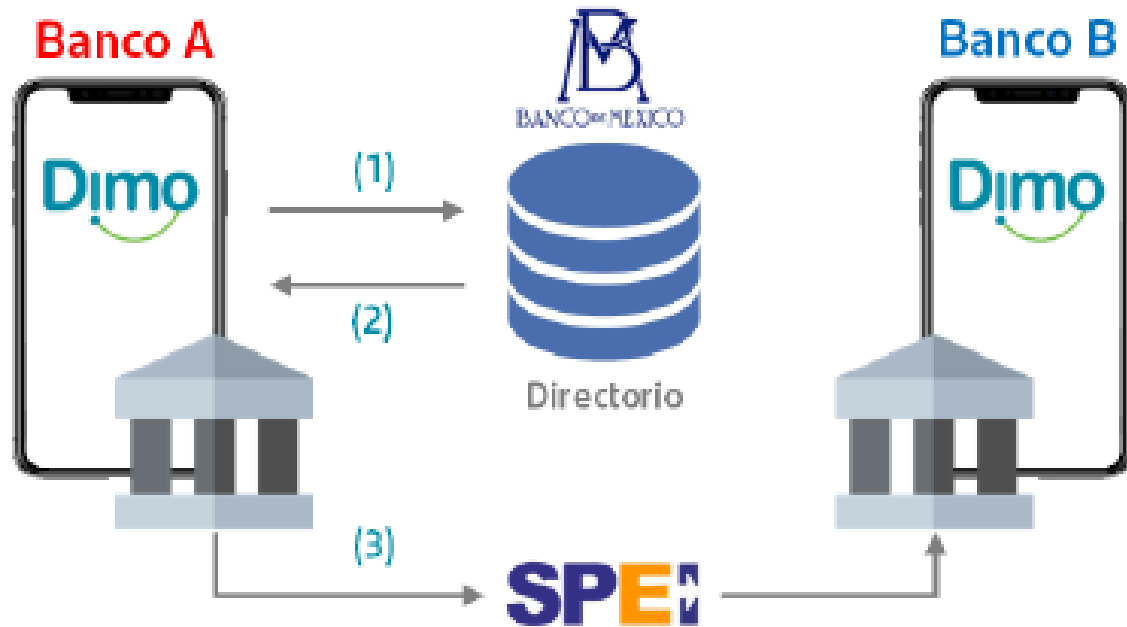 Banco A
BANCO DE MEXICO
Banco B
Dimo
(1)
Dimo
(2)
Directorio
(3)
SPEI